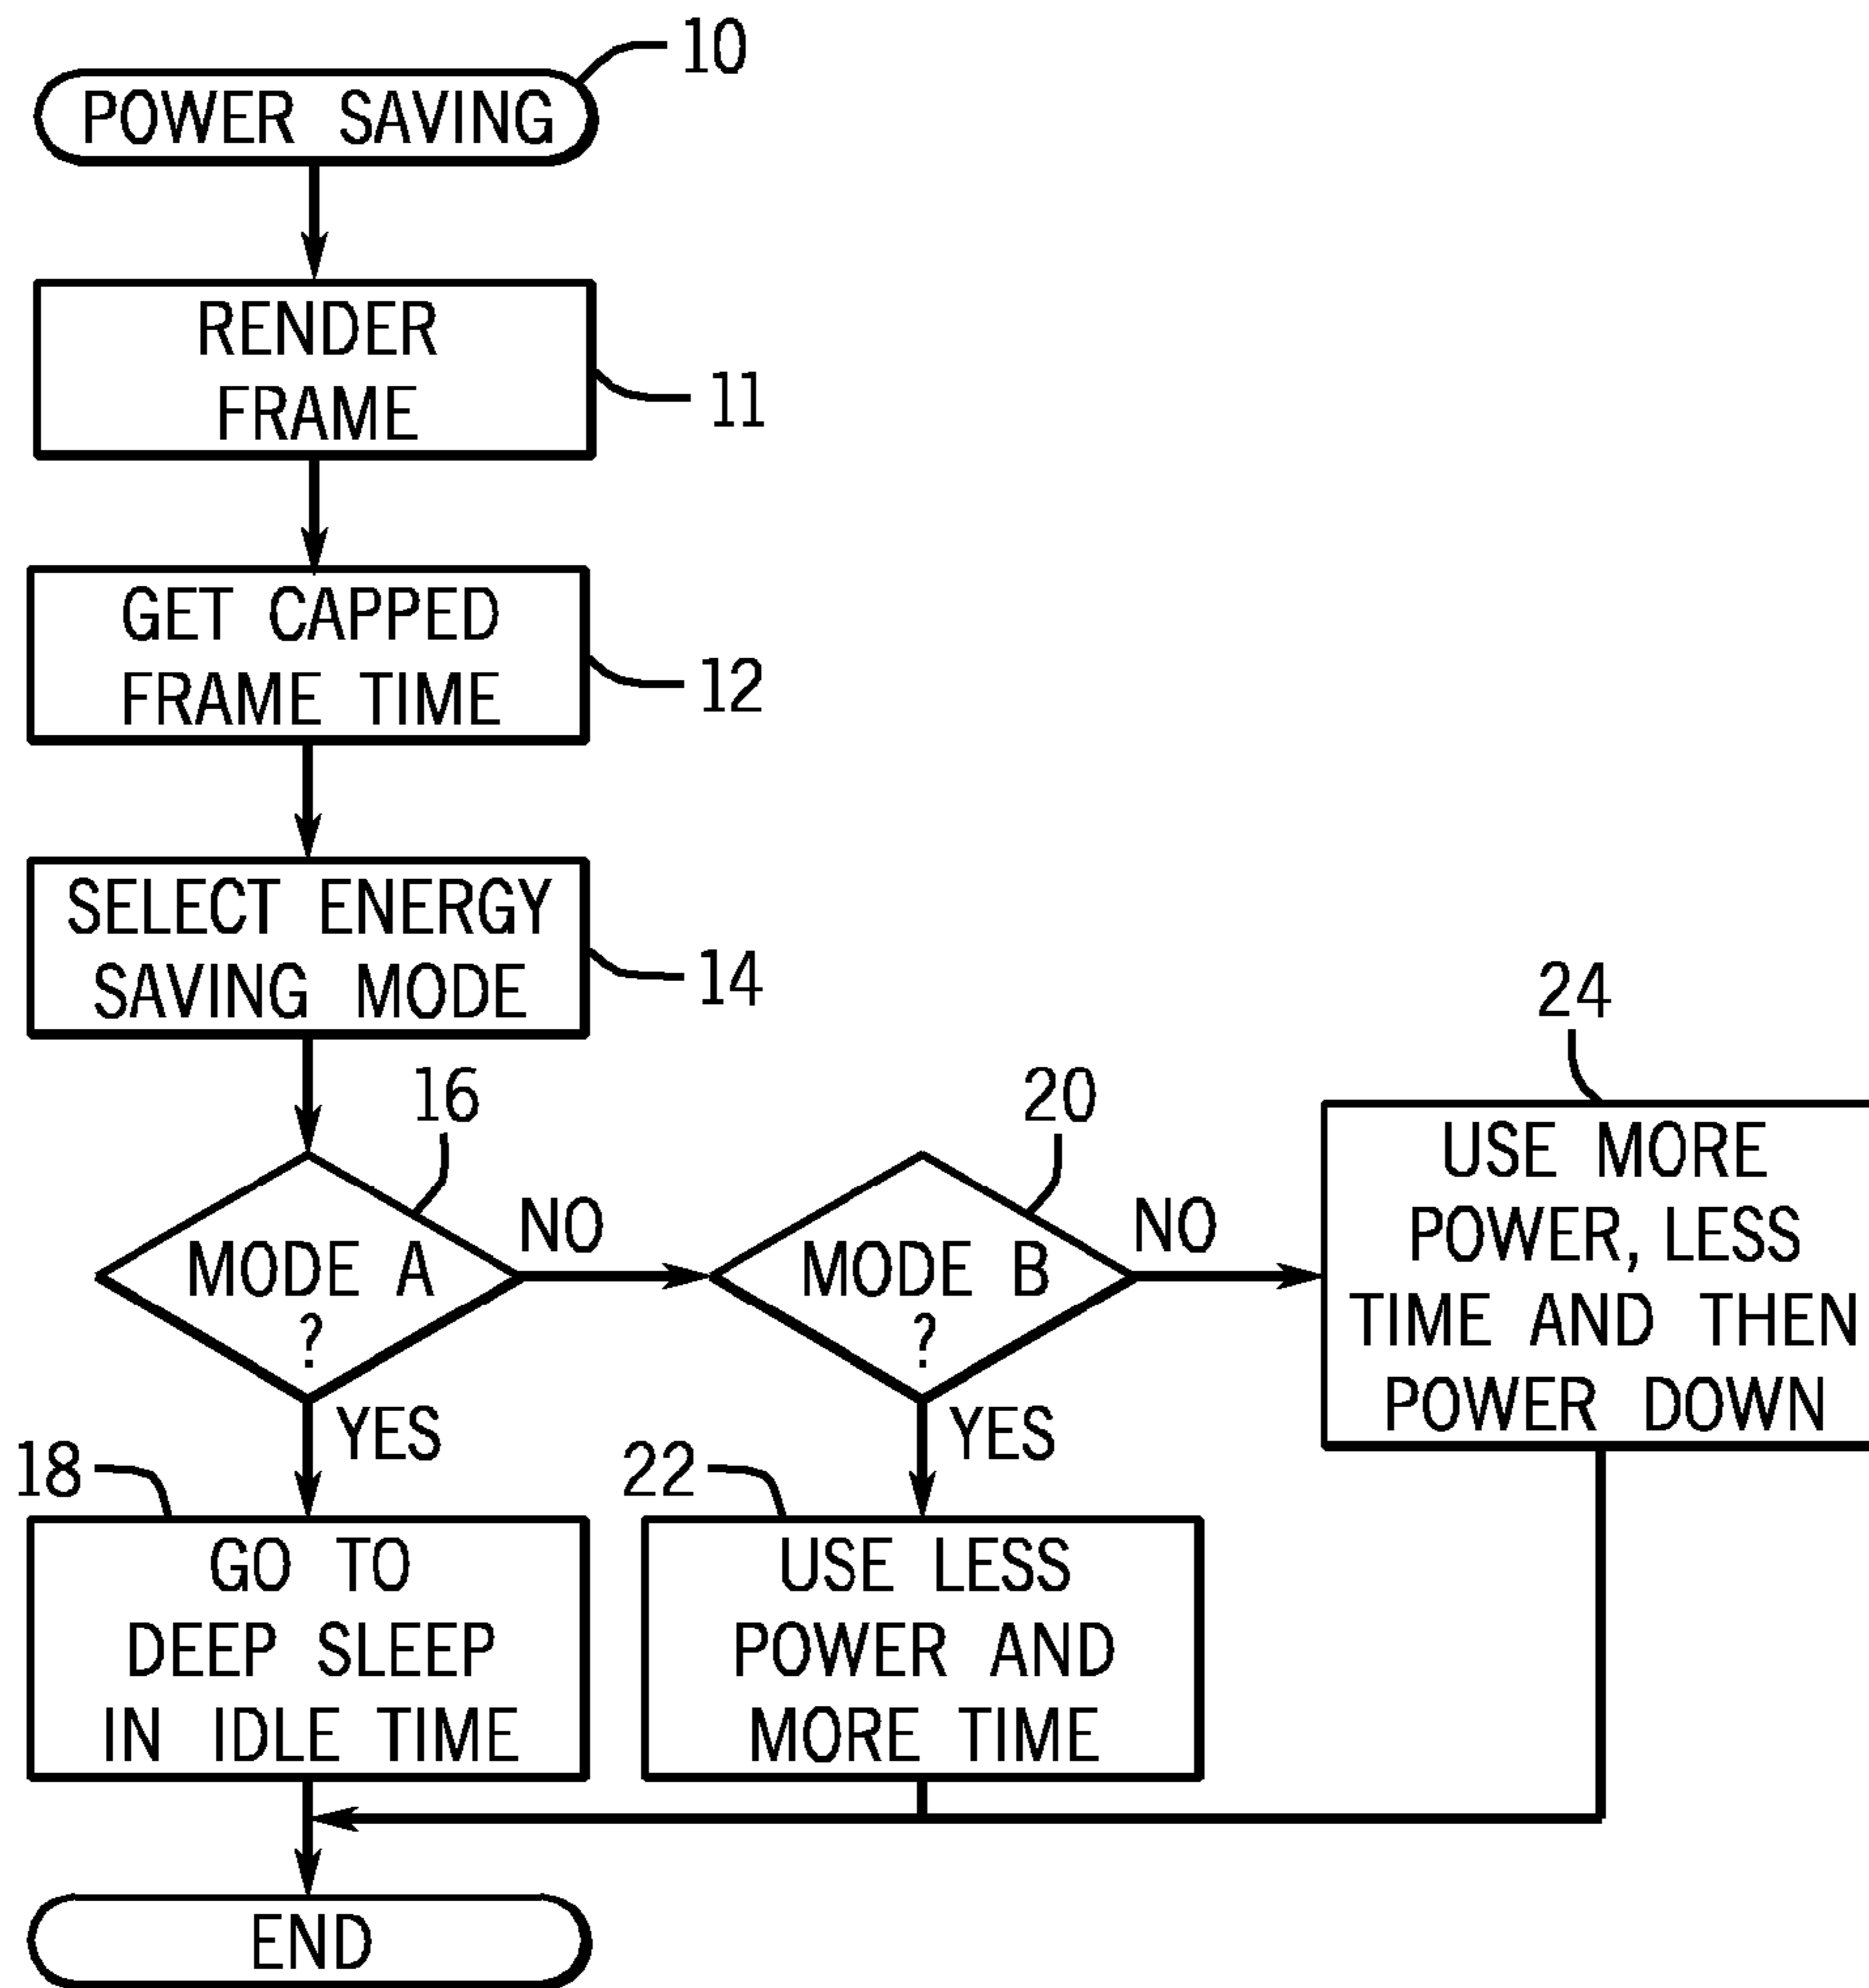 10
POWER SAVING
RENDER
FRAME
11
GET CAPPED
FRAME TIME
12
SELECT ENERGY
SAVING MODE
14
16
MODE A
?
NO
YES
20
MODE B
?
NO
YES
24
USE MORE
POWER, LESS
TIME AND THEN
POWER DOWN
18
GO TO
DEEP SLEEP
IN IDLE TIME
22
USE LESS
POWER AND
MORE TIME
END